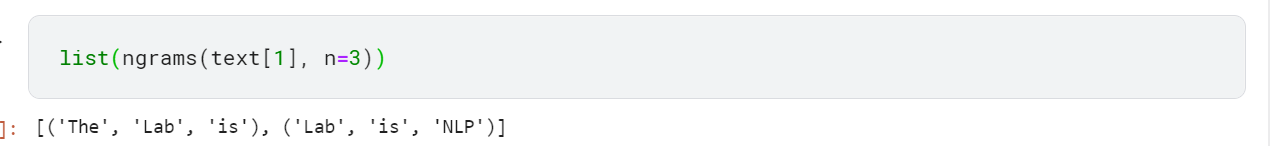 list(ngrams(text[1], n=3))
]: [('The', 'Lab', 'is'), ('Lab', 'is', 'NLP')]